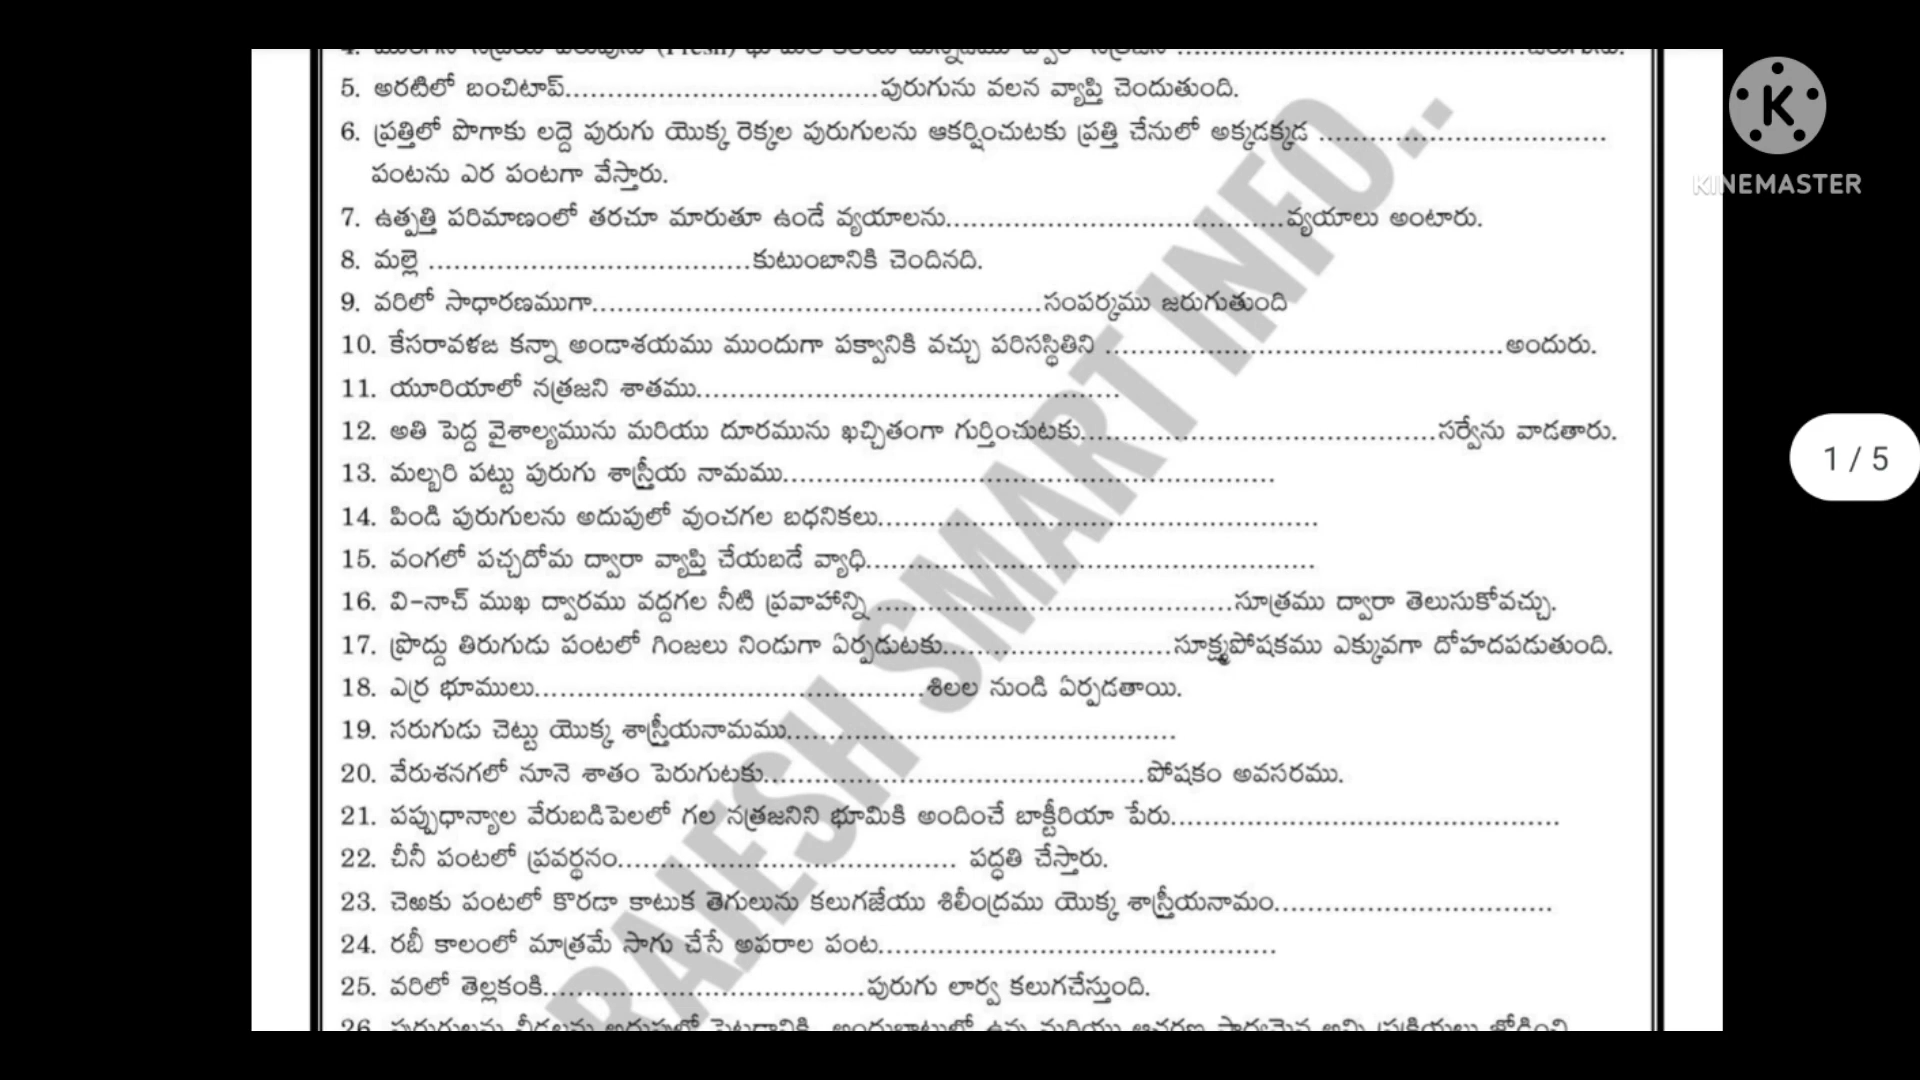 5. అరటిలో బంచిటాప్....................................పురుగును వలన వ్యాప్తి చెందుతుంది.
6. ప్రత్తిలో పొగాకు లద్దె పురుగు యొక్క రెక్కల పురుగులను ఆకర్షించుటకు ప్రత్తి చేనులో అక్కడక్కడ ..................................
పంటను ఎర పంటగా వేస్తారు.
7. ఉత్పత్తి పరిమాణంలో తరచూ మారుతూ ఉండే వ్యయాలను........................................వ్యయాలు అంటారు.
8. మల్లె ......................................కుటుంబానికి చెందినది.
9. వరిలో సాధారణముగా.....................................................సంపర్కము జరుగుతుంది
10. కేసరావళజ కన్నా అండాశయము ముందుగా పక్వానికి వచ్చు పరిసస్థితిని ...............................................అందురు.
11. యూరియాలో నత్రజని శాతము..................................................
12. అతి పెద్ద వైశాల్యమును మరియు దూరమును ఖచ్చితంగా గుర్తించుటకు..........................................సర్వేను వాడతారు.
13. మల్బరి పట్టు పురుగు శాస్త్రీయ నామము..........................................................
14. పిండి పురుగులను అదుపులో వుంచగల బధనికలు....................................................
15. వంగలో పచ్చదోమ ద్వారా వ్యాప్తి చేయబడే వ్యాధి.....................................................
16. వి-నాచ్ ముఖ ద్వారము వద్దగల నీటి ప్రవాహాన్ని ..........................................సూత్రము ద్వారా తెలుసుకోవచ్చు.
17. ప్రొద్దు తిరుగుడు పంటలో గింజలు నిండుగా ఏర్పడుటకు...........................సూక్ష్మపోషకము ఎక్కువగా దోహదపడుతుంది.
18. ఎర్ర భూములు..............................................శిలల నుండి ఏర్పడతాయి.
19. సరుగుడు చెట్టు యొక్క శాస్త్రీయనామము..............................................
20. వేరుశనగలో నూనె శాతం పెరుగుటకు.............................................పోషకం అవసరము.
21. పప్పుధాన్యాల వేరుబడిపెలలో గల నత్రజనిని భూమికి అందించే బాక్టీరియా పేరు..............................................
22. చీనీ పంటలో ప్రవర్థనం........................................ పద్ధతి చేస్తారు.
23. చెఱకు పంటలో కొరడా కాటుక తెగులును కలుగజేయు శిలీంద్రము యొక్క శాస్త్రీయనామం.................................
24. రబీ కాలంలో మాత్రమే సాగు చేసే అపరాల పంట...............................................
25. వరిలో తెల్లకంకి......................................పురుగు లార్వ కలుగచేస్తుంది.
RAJESH SMART INFO..
K
KINEMASTER
1 / 5